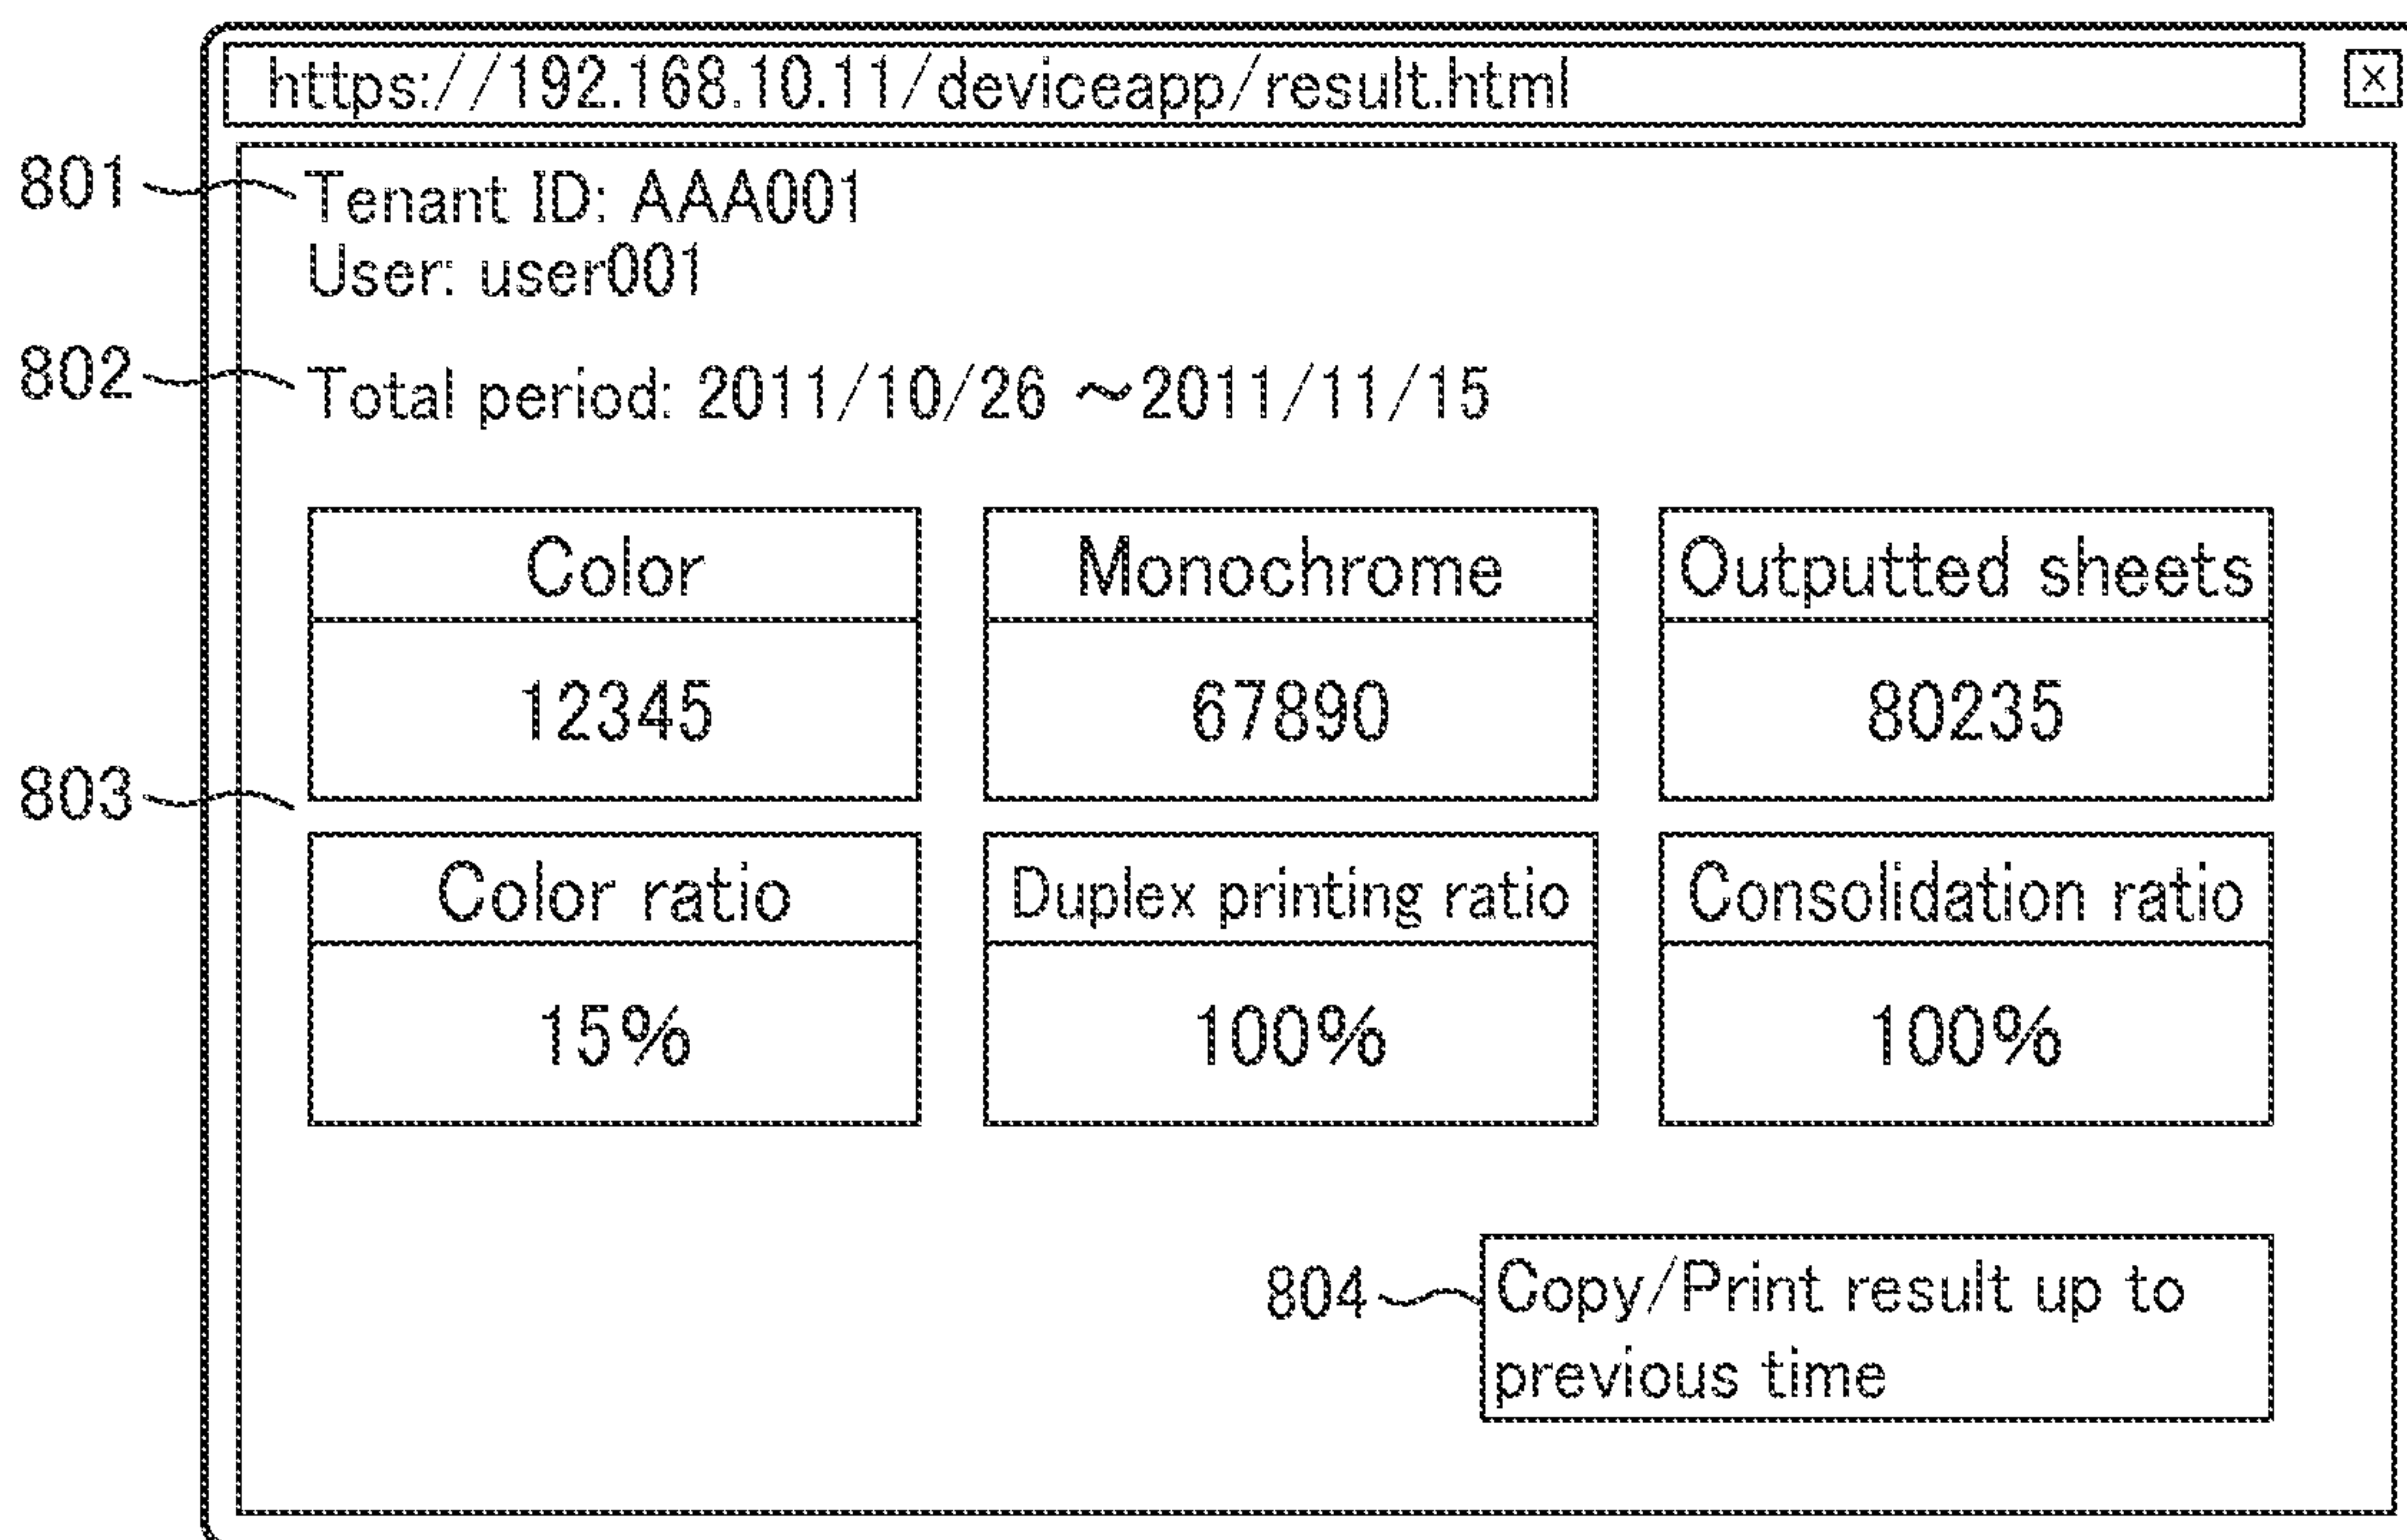 https://192.168.10.11/deviceapp/result.html
X
801
Tenant ID: AAA001
User: user001
802
Total period: 2011/10/26 ～2011/11/15
Color
Monochrome
Outputted sheets
12345
67890
80235
803
Color ratio
Duplex printing ratio
Consolidation ratio
15%
100%
100%
804
Copy/Print result up to
previous time